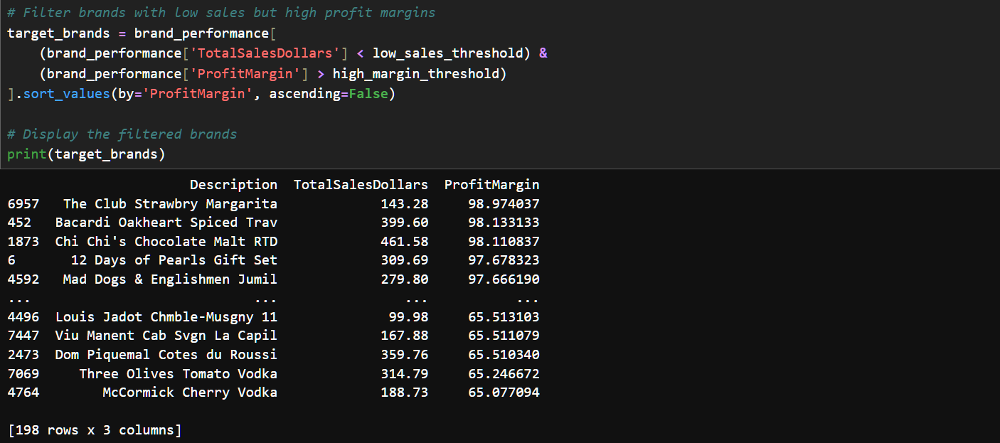 # Filter brands with low sales but high profit margins
target_brands = brand_performance[
    (brand_performance['TotalSalesDollars'] < low_sales_threshold) &
    (brand_performance['ProfitMargin'] > high_margin_threshold)
].sort_values(by='ProfitMargin', ascending=False)

# Display the filtered brands
print(target_brands)
Description TotalSalesDollars ProfitMargin
6957 The Club Strawbry Margarita 143.28 98.974037
452 Bacardi Oakheart Spiced Trav 399.60 98.133133
1873 Chi Chi's Chocolate Malt RTD 461.58 98.110837
6 12 Days of Pearls Gift Set 309.69 97.678323
4592 Mad Dogs & Englishmen Jumil 279.80 97.666190
... ... ... ...
4496 Louis Jadot Chmble-Musgny 11 99.98 65.513103
7447 Viu Manent Cab Svgn La Capil 167.88 65.511079
2473 Dom Piquemal Cotes du Roussi 359.76 65.510340
7069 Three Olives Tomato Vodka 314.79 65.246672
4764 McCormick Cherry Vodka 188.73 65.077094

[198 rows x 3 columns]